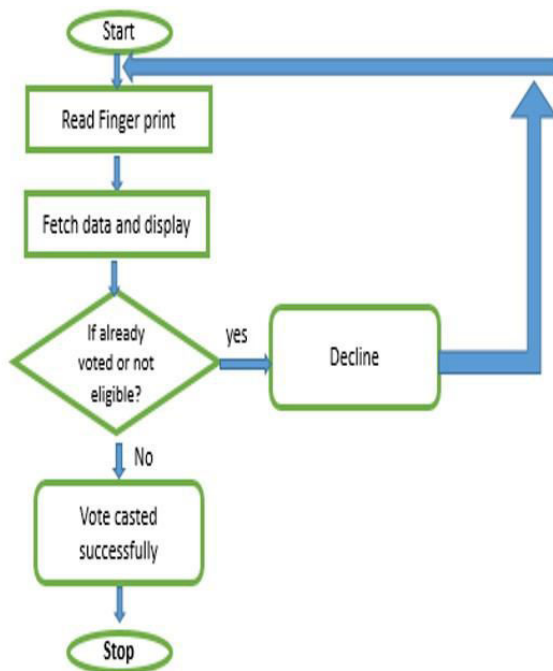 Start
Read Finger print
Fetch data and display
If already
voted or not
eligible?
yes
Decline
No
Vote casted
successfully
Stop